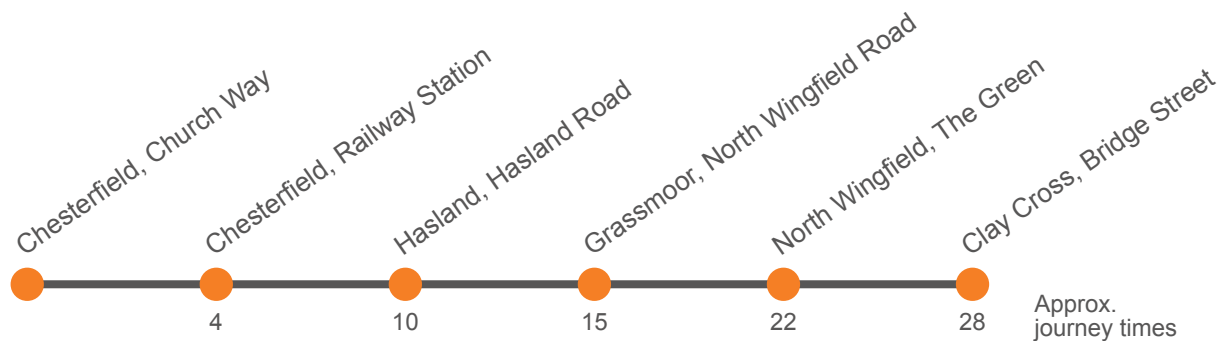 Chesterfield, Church Way
Chesterfield, Railway Station
Hasland, Hasland Road
Grassmoor, North Wingfield Road
North Wingfield, The Green
Clay Cross, Bridge Street
4
10
15
22
28
Approx.
journey times